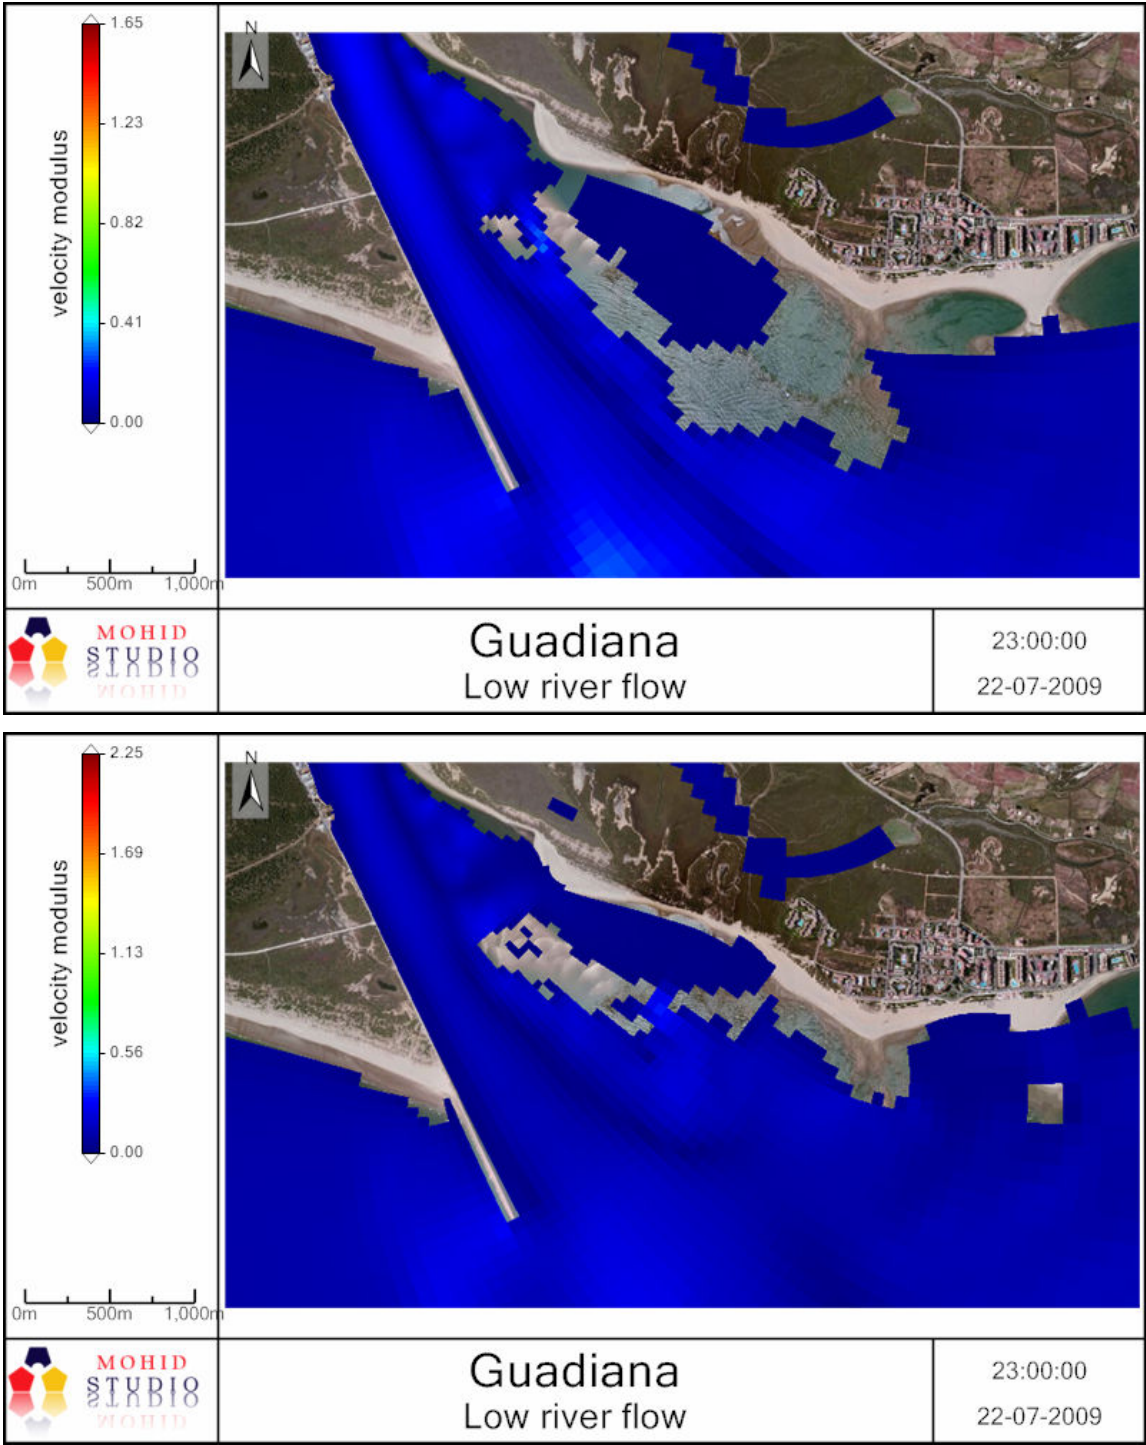 1.65
1.23
0.82
0.41
0.00
velocity modulus
N
0m 500m 1,000m
MOHID
STUDIO
Guadiana
Low river flow
23:00:00
22-07-2009
2.25
1.69
1.13
0.56
0.00
velocity modulus
N
0m 500m 1,000m
MOHID
STUDIO
Guadiana
Low river flow
23:00:00
22-07-2009